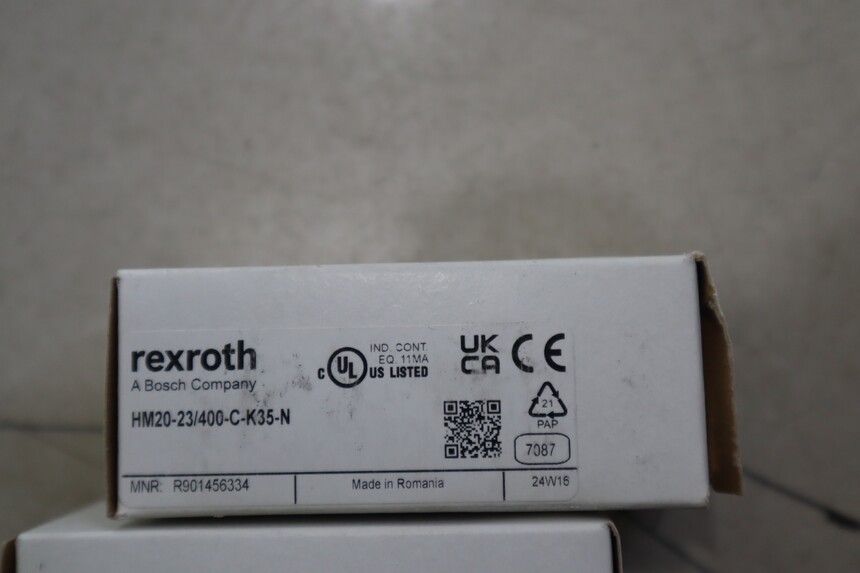 rexroth
A Bosch Company
HM20-23/400-C-K35-N
C UL US LISTED
IND. CONT.
EQ. 11MA
UK
CA
CE
21
PAP
7087
MNR: R901456334
Made in Romania
24W16